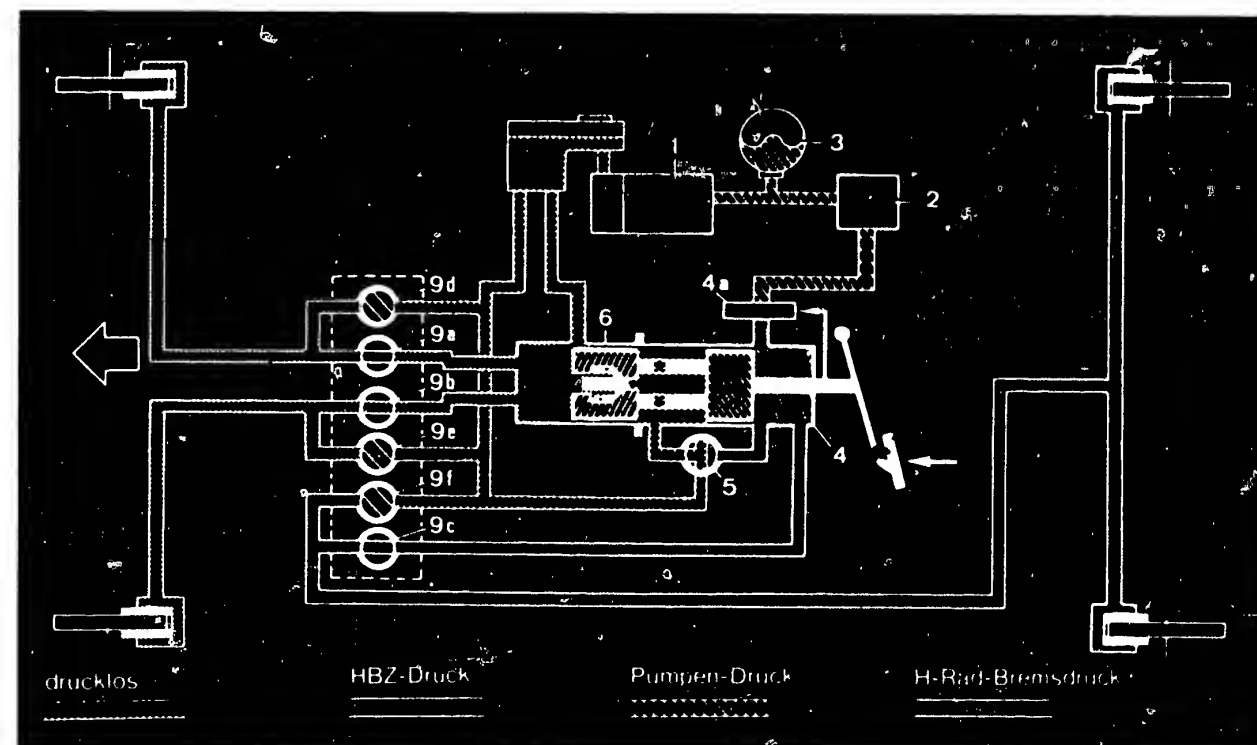 1
3
2
9d
4a
9a
6
9b
9e
4
5
9f
9c
drucklos
HBZ-Druck
Pumpen-Druck
H-Rad-Bremsdruck